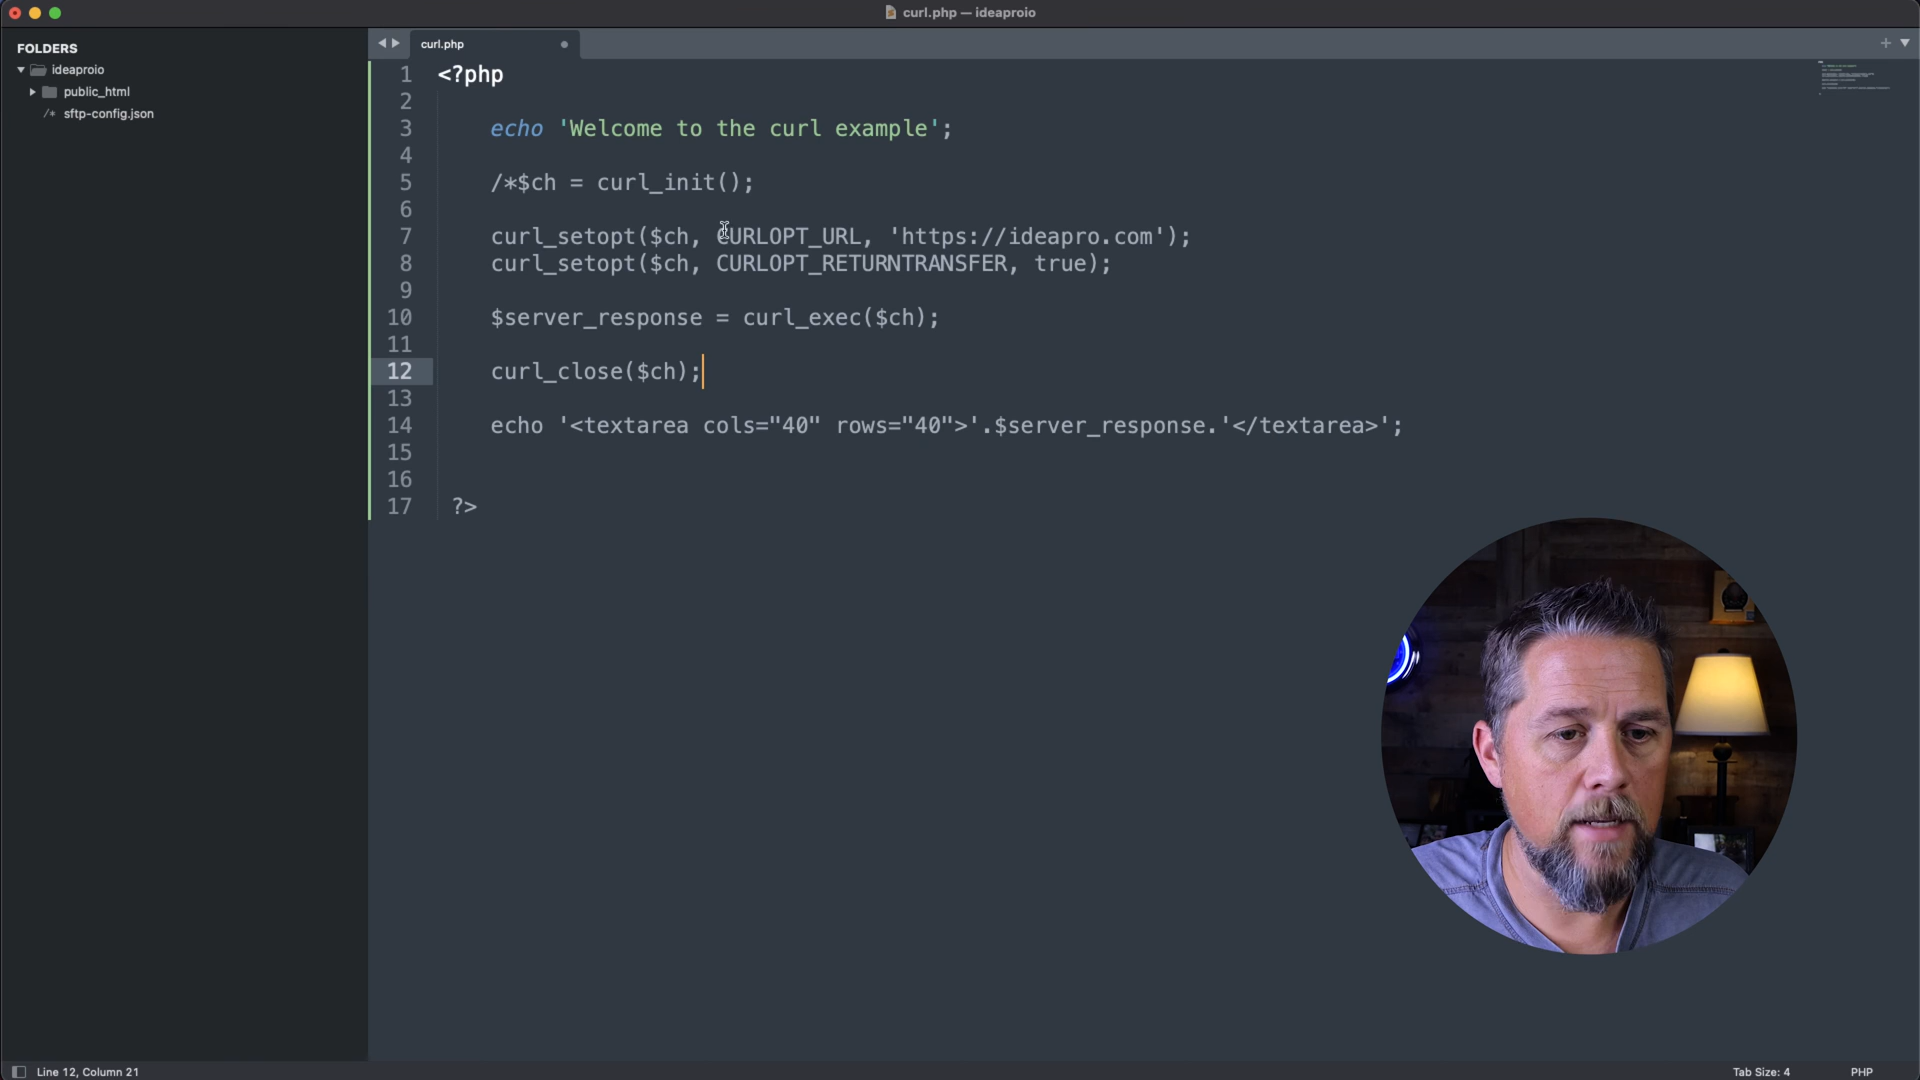 curl.php — ideaproio
FOLDERS
ideaproio
public_html
/* sftp-config.json
curl.php
1 <?php
2
3 echo 'Welcome to the curl example';
4
5 /*$ch = curl_init();
6
7 curl_setopt($ch, CURLOPT_URL, 'https://ideapro.com');
8 curl_setopt($ch, CURLOPT_RETURNTRANSFER, true);
9
10 $server_response = curl_exec($ch);
11
12 curl_close($ch);
13
14 echo '<textarea cols="40" rows="40">'.$server_response.'</textarea>';
15
16
17 ?>
Line 12, Column 21
Tab Size: 4
PHP